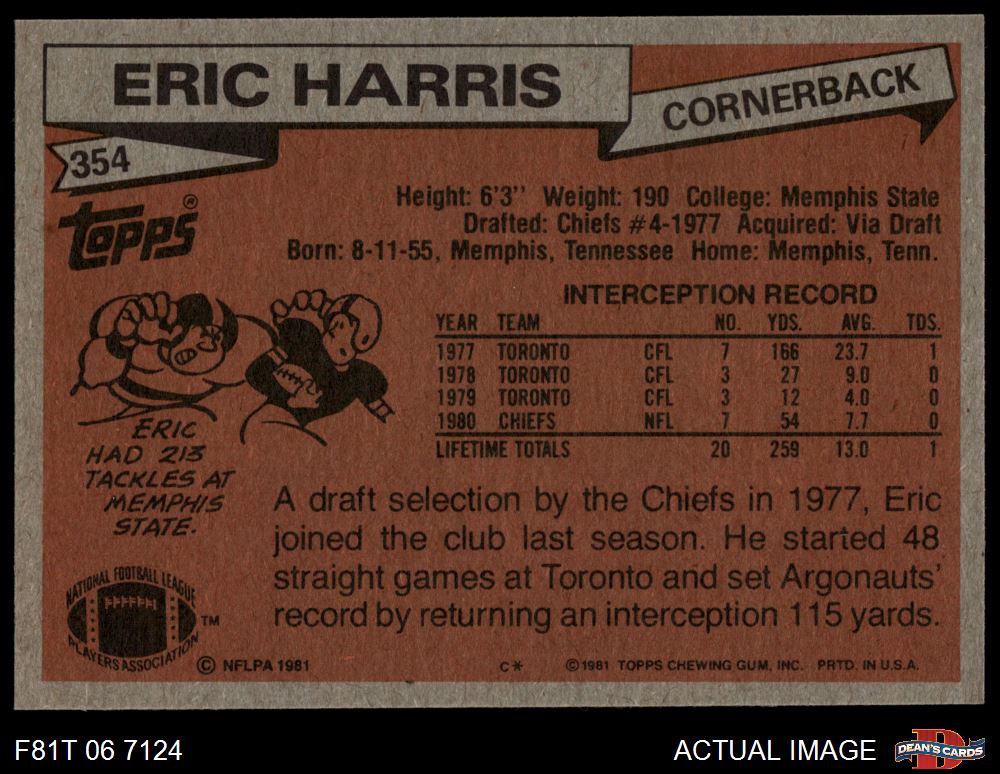 ERIC HARRIS
CORNERBACK
354
TOPPS®
Height: 6'3'' Weight: 190 College: Memphis State
Drafted: Chiefs #4-1977 Acquired: Via Draft
Born: 8-11-55, Memphis, Tennessee Home: Memphis, Tenn.
INTERCEPTION RECORD
YEAR TEAM NO. YDS. AVG. TDS.
1977 TORONTO CFL 7 166 23.7 1
1978 TORONTO CFL 3 27 9.0 0
1979 TORONTO CFL 3 12 4.0 0
1980 CHIEFS NFL 7 54 7.7 0
LIFETIME TOTALS 20 259 13.0 1
ERIC
HAD 213
TACKLES AT
MEMPHIS
STATE.
A draft selection by the Chiefs in 1977, Eric
joined the club last season. He started 48
straight games at Toronto and set Argonauts'
record by returning an interception 115 yards.
NATIONAL FOOTBALL LEAGUE
PLAYERS ASSOCIATION
TM
© NFLPA 1981
C*
© 1981 TOPPS CHEWING GUM, INC. PRTD. IN U.S.A.
F81T 06 7124
ACTUAL IMAGE
D
DEAN'S CARDS